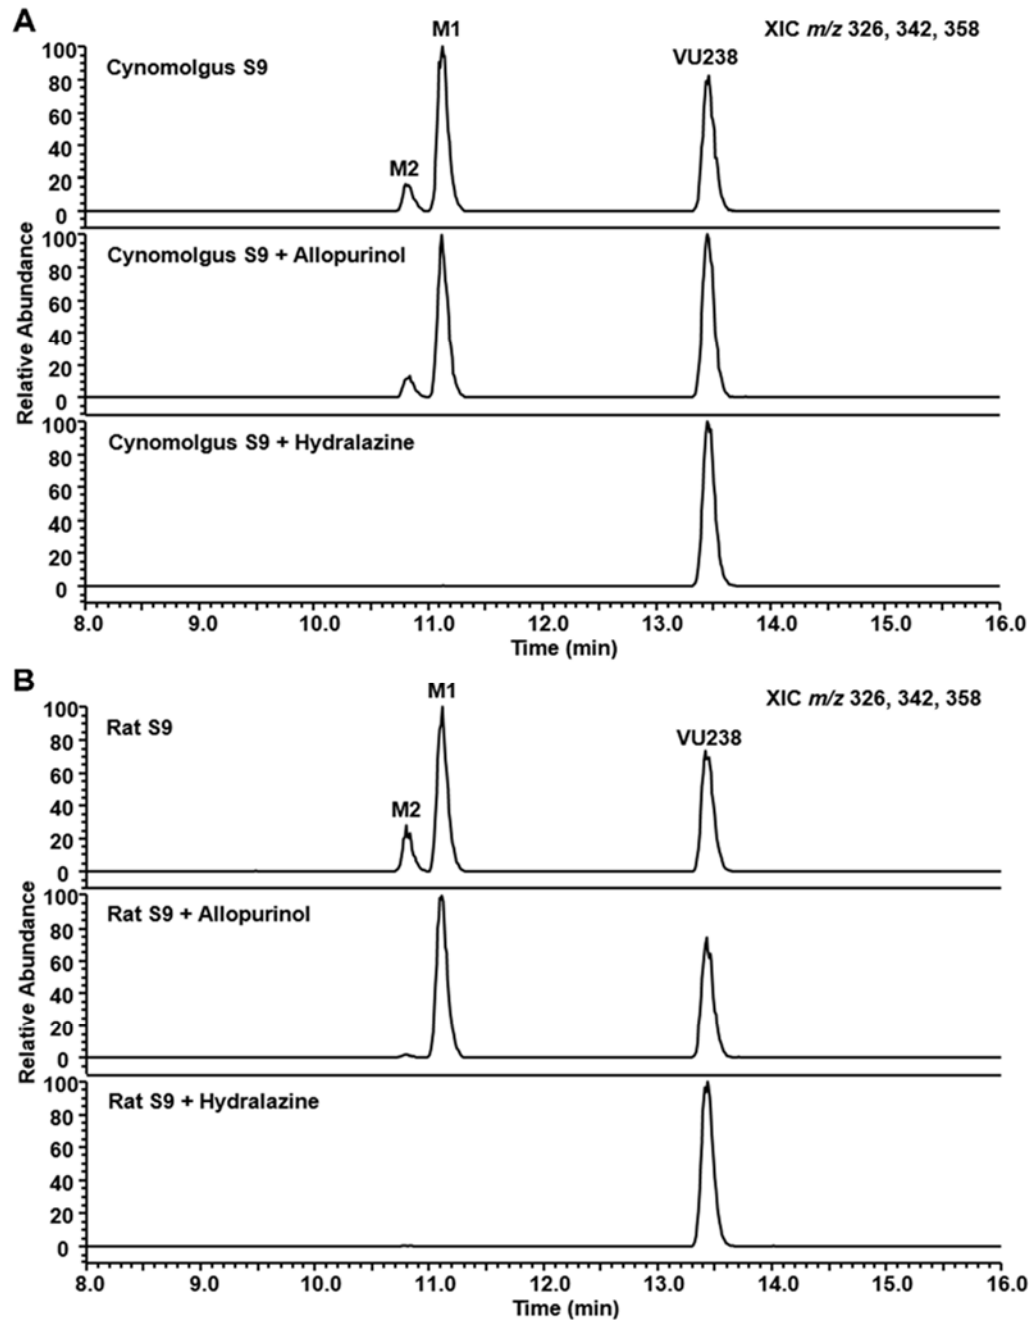 A
M1
XIC m/z 326, 342, 358
VU238
Cynomolgus S9
M2
100
80
60
40
20
0
Cynomolgus S9 + Allopurinol
100
80
60
40
20
0
Relative Abundance
Cynomolgus S9 + Hydralazine
100
80
60
40
20
0
8.0 9.0 10.0 11.0 12.0 13.0 14.0 15.0 16.0
Time (min)
B
M1
XIC m/z 326, 342, 358
VU238
Rat S9
M2
100
80
60
40
20
0
Rat S9 + Allopurinol
100
80
60
40
20
0
Relative Abundance
Rat S9 + Hydralazine
100
80
60
40
20
0
8.0 9.0 10.0 11.0 12.0 13.0 14.0 15.0 16.0
Time (min)